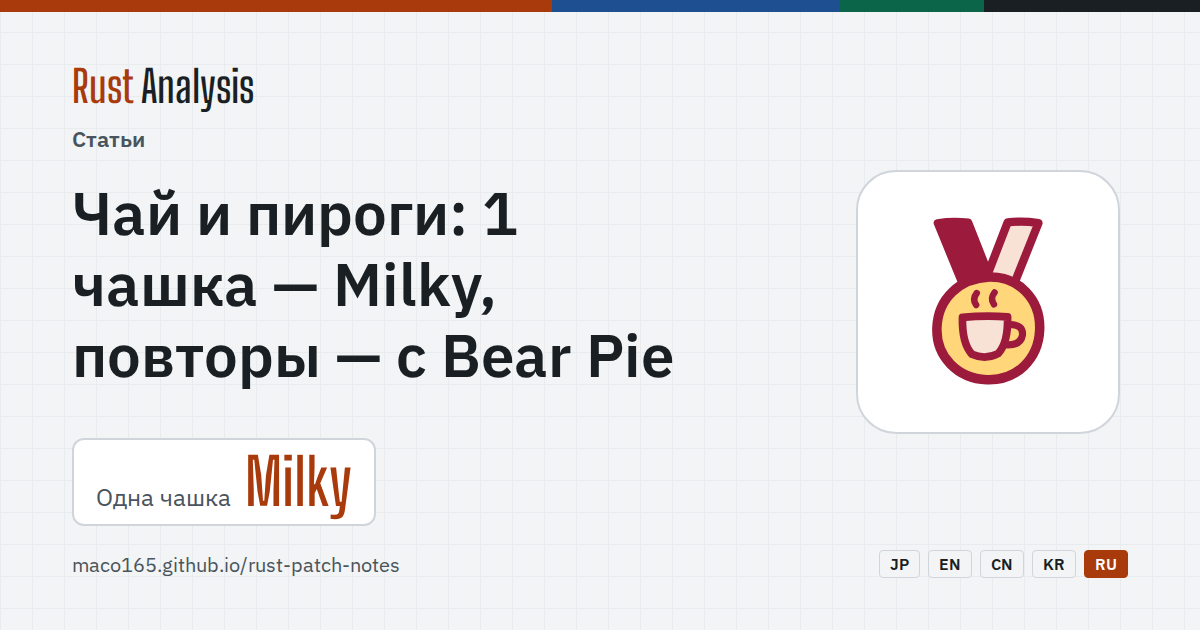 Rust Analysis
Статьи
Чай и пироги: 1
чашка — Milky,
повторы — с Bear Pie
Одна чашка Milky
maco165.github.io/rust-patch-notes
JP EN CN KR RU